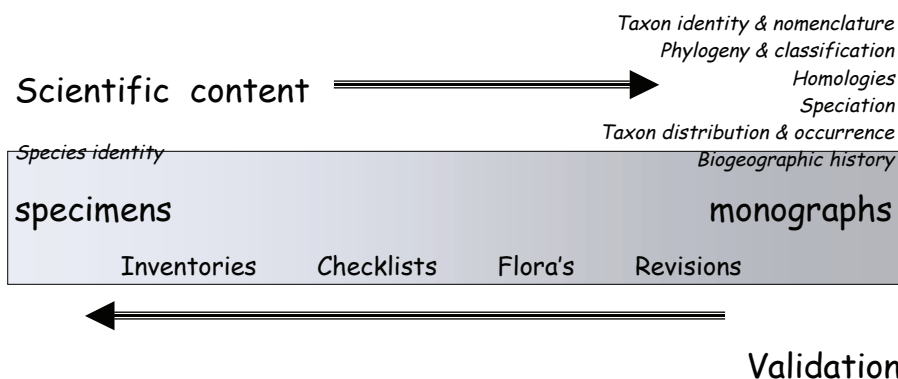 Taxon identity & nomenclature
Phylogeny & classification
Homologies
Scientific content
Speciation
Taxon distribution & occurrence
Species identity
Biogeographic history
specimens
monographs
Inventories Checklists Flora's Revisions
Validation